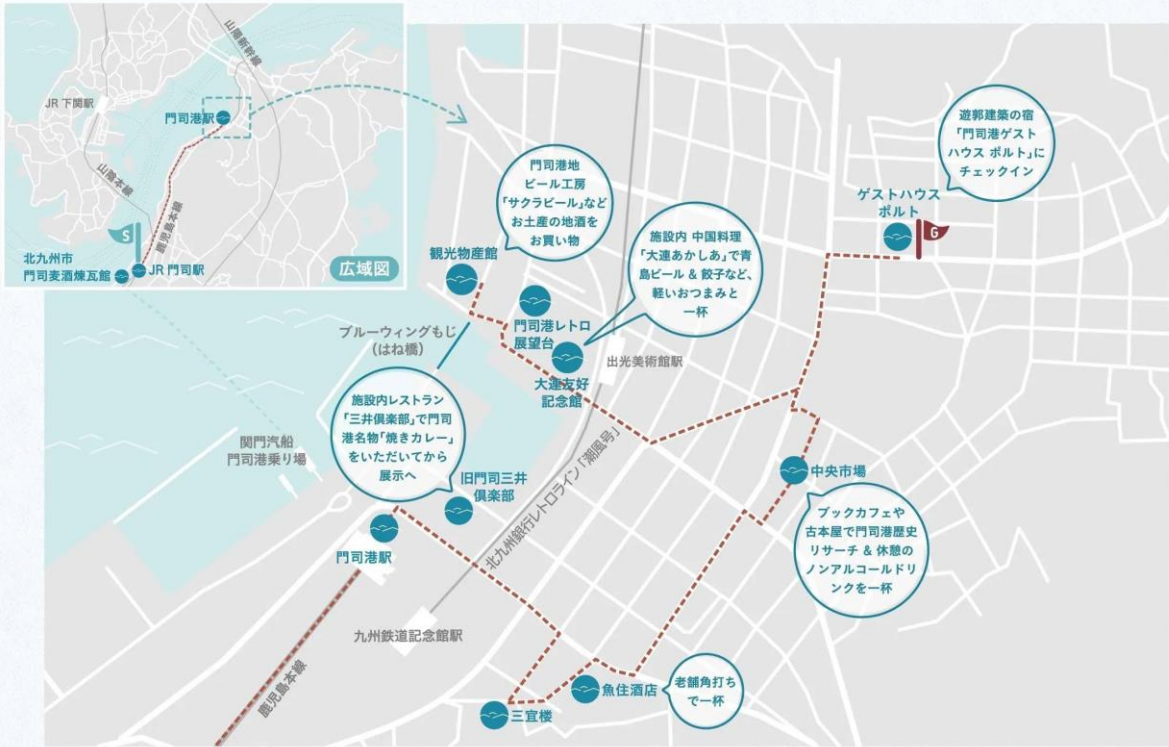 山陽新幹線
JR 下関駅
門司港駅
山陰本線
鹿児島本線
S
北九州市
門司麦酒煉瓦館
JR 門司駅
広域図
門司港地
ビール工房
「サクラビール」など
お土産の地酒を
お買い物
観光物産館
遊郭建築の宿
「門司港ゲスト
ハウス ポルト」に
チェックイン
ゲストハウス
ポルト
G
施設内 中国料理
「大連あかしあ」で青
島ビール & 餃子など、
軽いおつまみと
一杯
門司港レトロ
展望台
ブルーウィングもじ
(はね橋)
大連友好
記念館
出光美術館駅
施設内レストラン
「三井倶楽部」で門司
港名物「焼きカレー」
をいただいてから
展示へ
関門汽船
門司港乗り場
旧門司三井
倶楽部
北九州銀行レトロライン「潮風号」
中央市場
ブックカフェや
古本屋で門司港歴史
リサーチ & 休憩の
ノンアルコールドリ
ンクを一杯
門司港駅
九州鉄道記念館駅
鹿児島本線
魚住酒店
老舗角打ち
で一杯
三宜楼